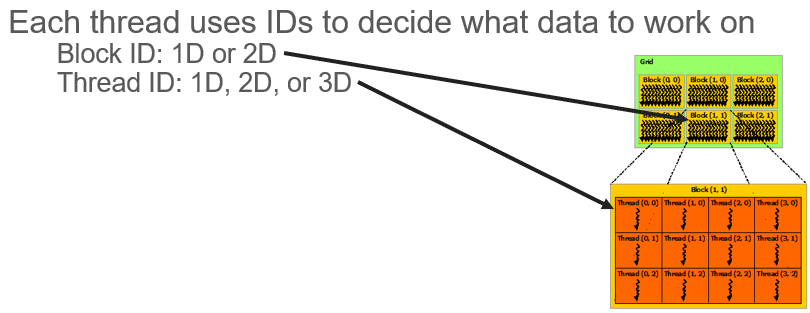 Each thread uses IDs to decide what data to work on
Block ID: 1D or 2D
Thread ID: 1D, 2D, or 3D
Grid
Block (0, 0) Block (1, 0) Block (2, 0)
Block (1, 1) Block (2, 1)
Block (1, 1)
Thread (0, 0) Thread (1, 0) Thread (2, 0) Thread (3, 0)
Thread (0, 1) Thread (1, 1) Thread (2, 1) Thread (3, 1)
Thread (0, 2) Thread (1, 2) Thread (2, 2) Thread (3, 2)